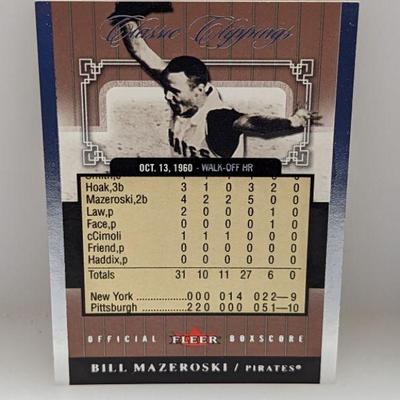 Classic Clippings
PIRATES
OCT. 13, 1960 - WALK-OFF HR
Smith,c
Hoak,3b 3 1 0 3 2 0
Mazeroski,2b 4 2 2 5 0 0
Law,p 2 0 0 0 1 0
Face,p 0 0 0 0 1 0
cCimoli 1 1 1 0 0 0
Friend,p 0 0 0 0 0 0
Haddix,p 0 0 0 0 0 0
Totals 31 10 11 27 6 0
New York ................000 014 022—9
Pittsburgh ................220 000 051—10
OFFICIAL FLEER BOXSCORE
BILL MAZEROSKI / PIRATES®